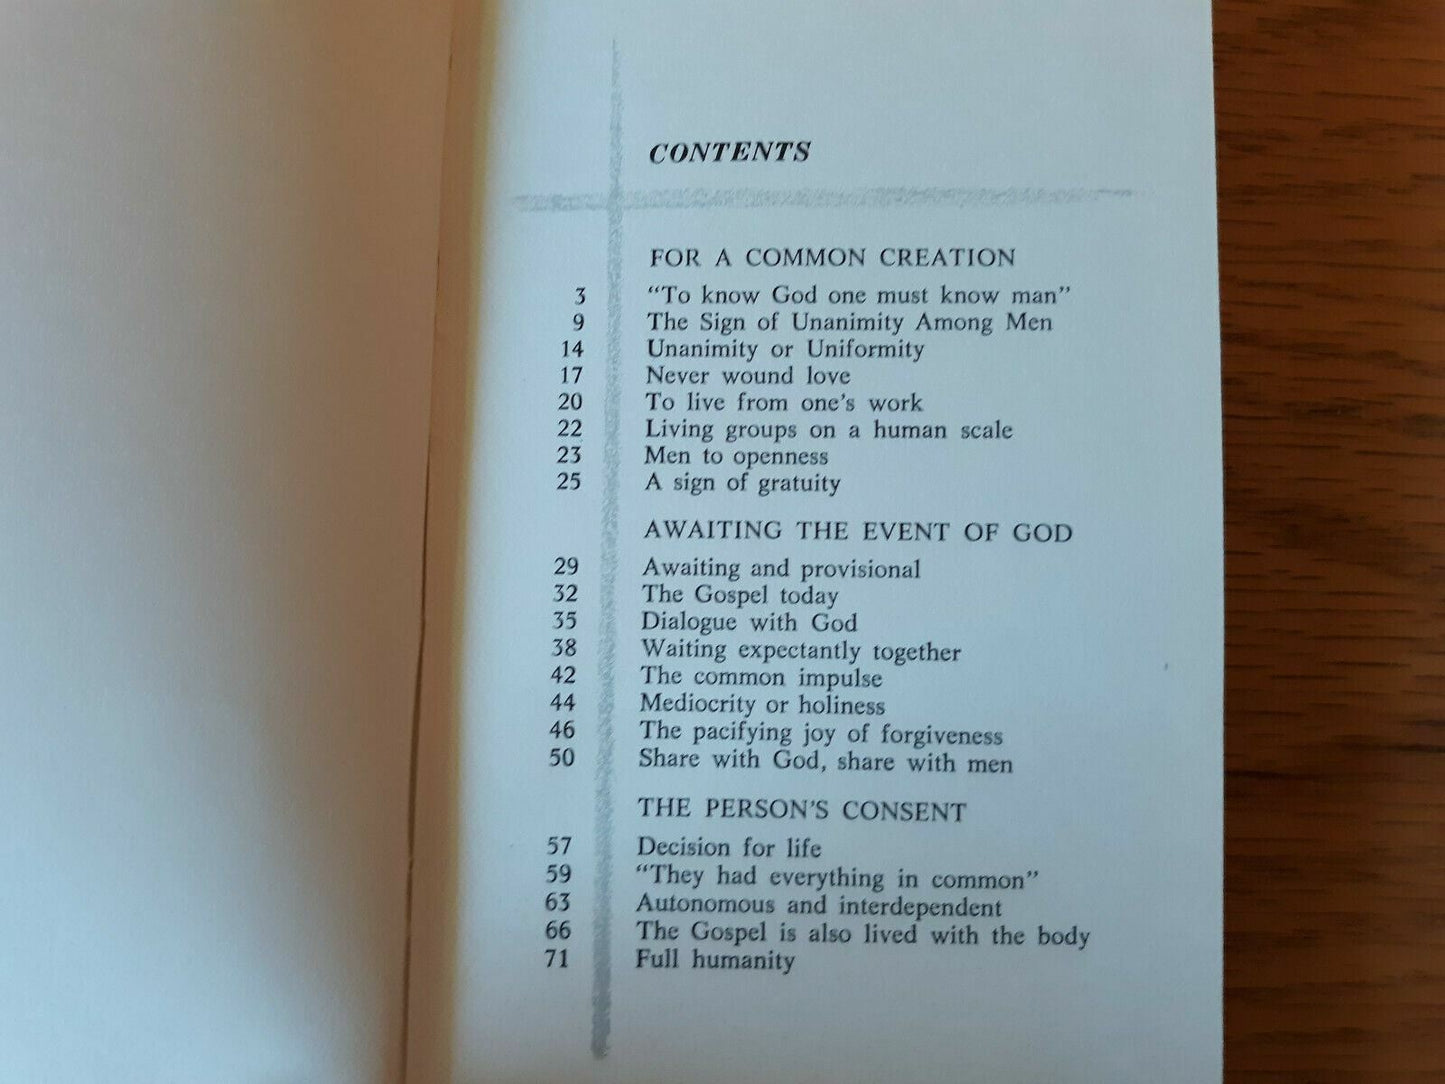 CONTENTS
FOR A COMMON CREATION
3 "To know God one must know man"
9 The Sign of Unanimity Among Men
14 Unanimity or Uniformity
17 Never wound love
20 To live from one's work
22 Living groups on a human scale
23 Men to openness
25 A sign of gratuity
AWAITING THE EVENT OF GOD
29 Awaiting and provisional
32 The Gospel today
35 Dialogue with God
38 Waiting expectantly together
42 The common impulse
44 Mediocrity or holiness
46 The pacifying joy of forgiveness
50 Share with God, share with men
THE PERSON'S CONSENT
57 Decision for life
59 "They had everything in common"
63 Autonomous and interdependent
66 The Gospel is also lived with the body
71 Full humanity